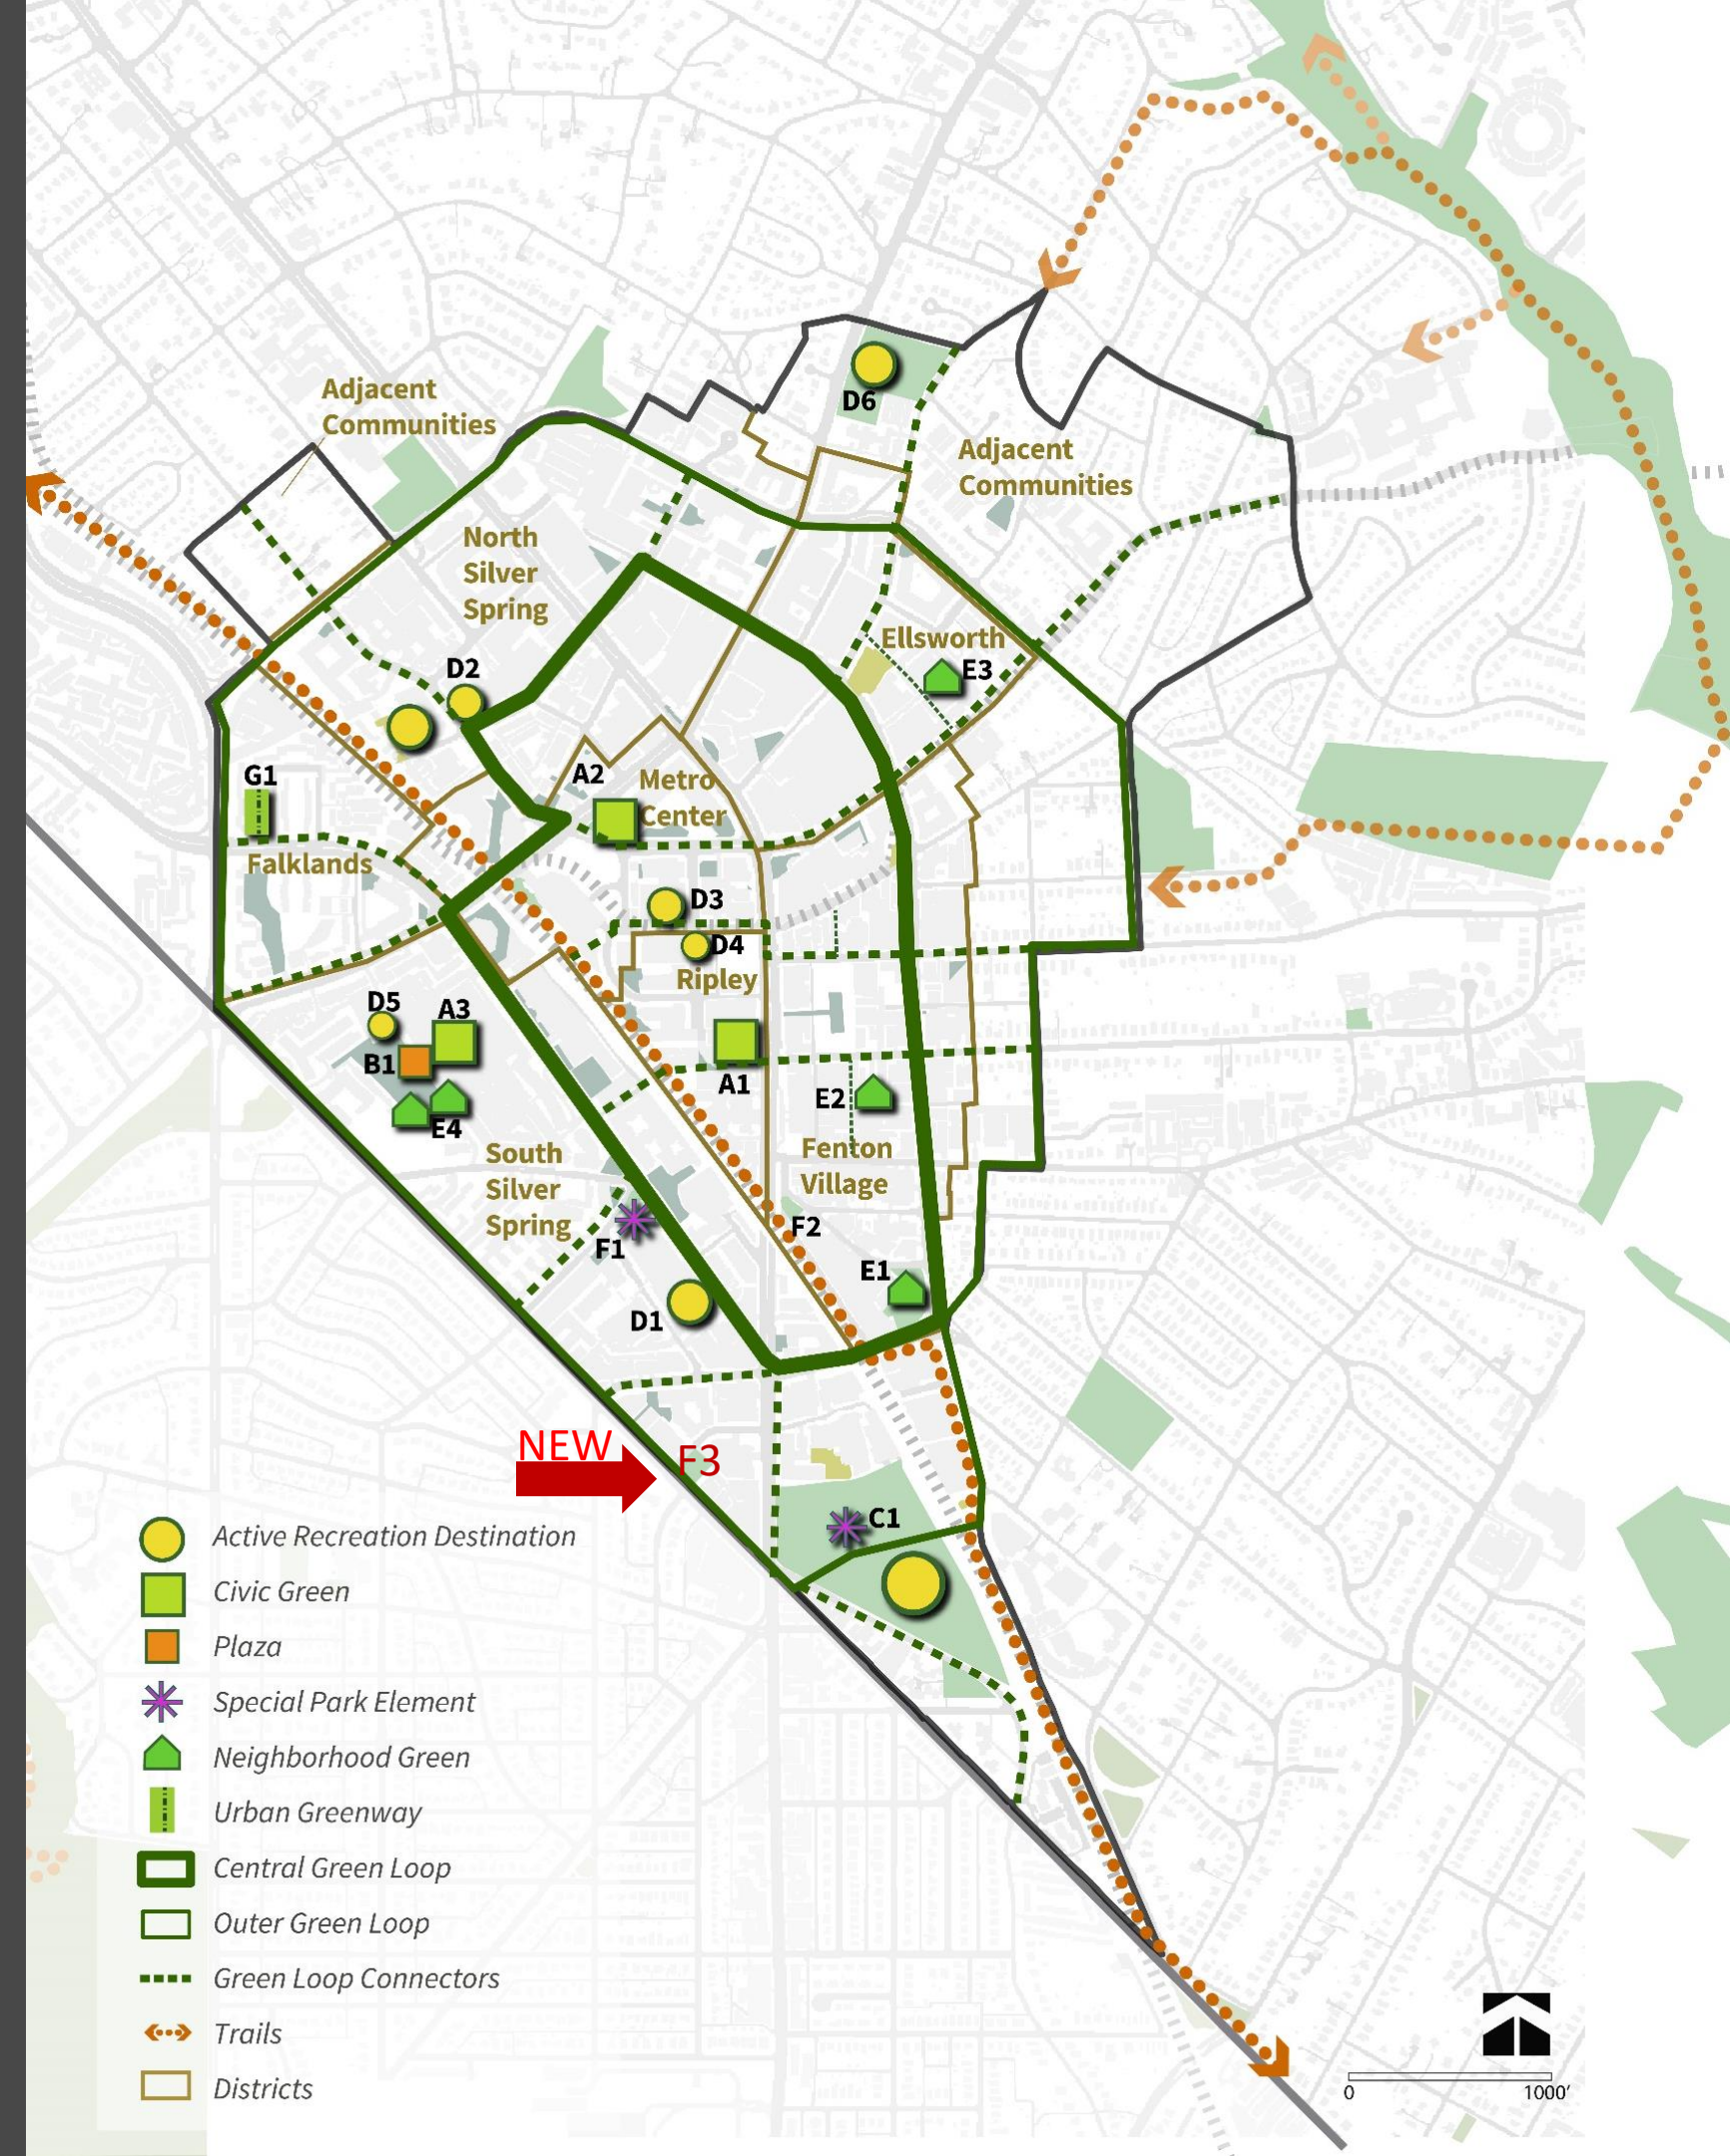 D6
Adjacent
Communities
Adjacent
Communities
North
Silver
Spring
Ellsworth
E3
D2
G1
A2
Metro
Center
Falklands
D3
D4
Ripley
D5
A3
B1
A1
E4
E2
South
Silver
Spring
Fenton
Village
F2
F1
E1
D1
NEW
F3
C1
Active Recreation Destination
Civic Green
Plaza
Special Park Element
Neighborhood Green
Urban Greenway
Central Green Loop
Outer Green Loop
Green Loop Connectors
Trails
Districts
0 1000'